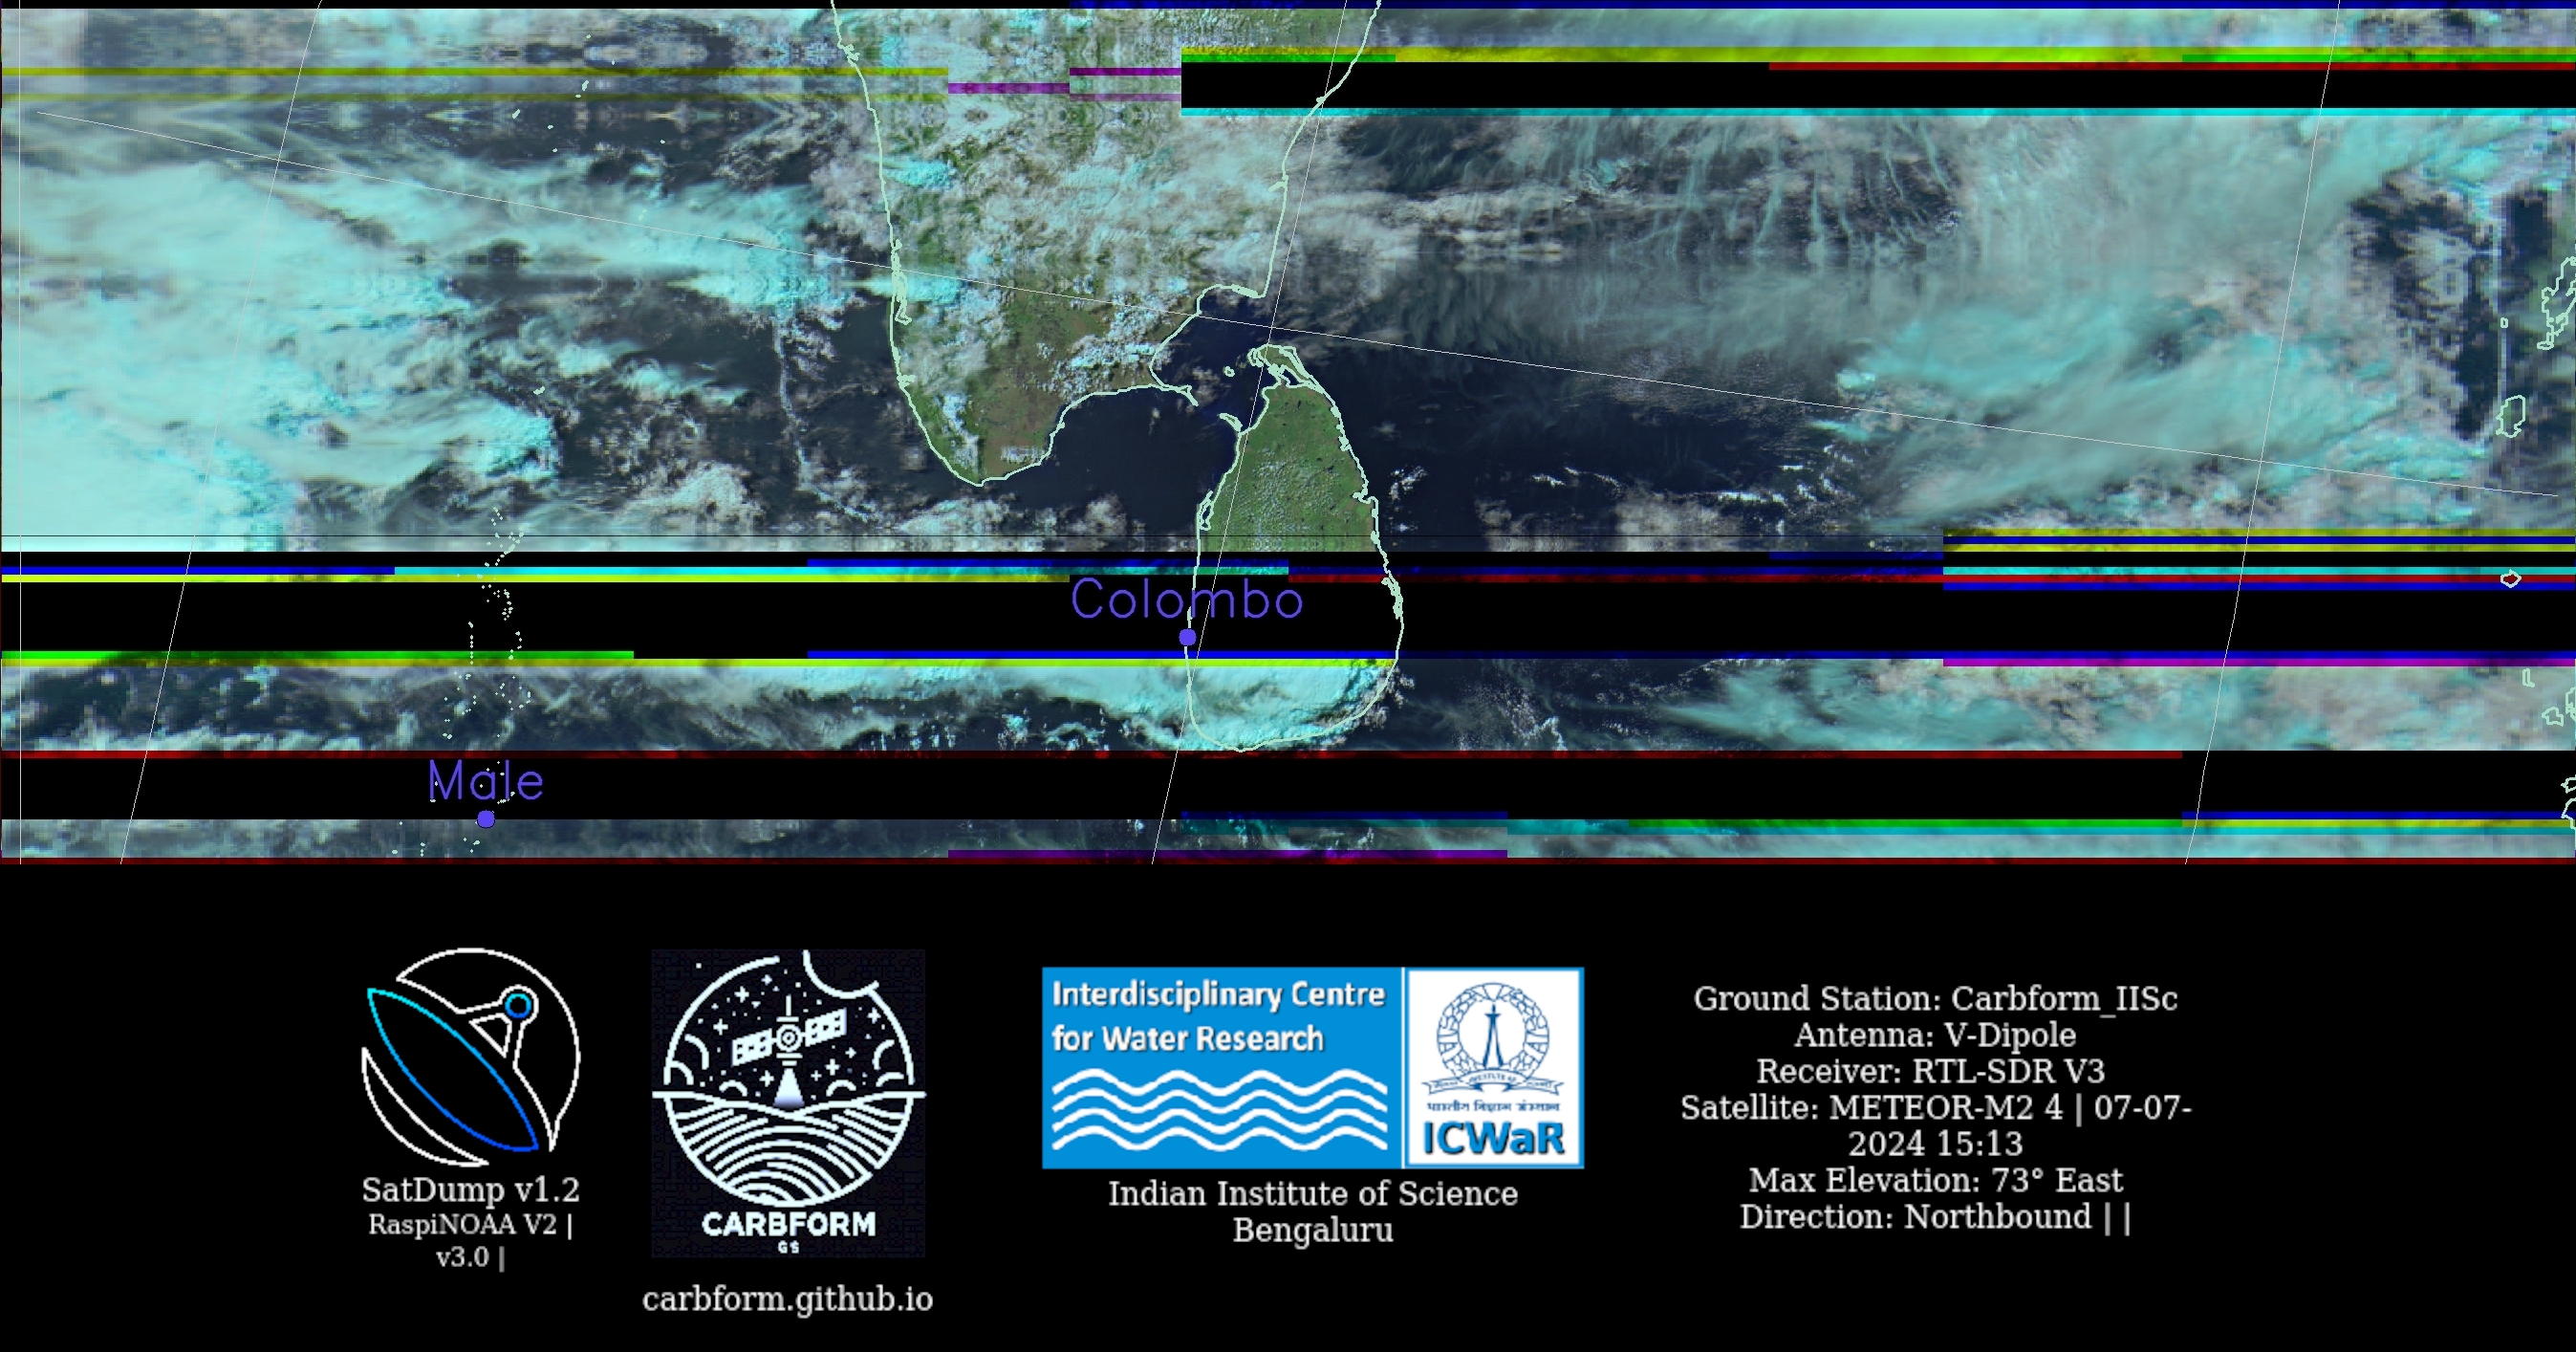 Colombo
Male
SatDump v1.2
RaspiNOAA V2 |
v3.0 |
CARBFORM
GS
carbform.github.io
Interdisciplinary Centre
for Water Research
भारतीय विज्ञान संस्थान
ICWaR
Indian Institute of Science
Bengaluru
Ground Station: Carbform_IISc
Antenna: V-Dipole
Receiver: RTL-SDR V3
Satellite: METEOR-M2 4 | 07-07-
2024 15:13
Max Elevation: 73° East
Direction: Northbound | |